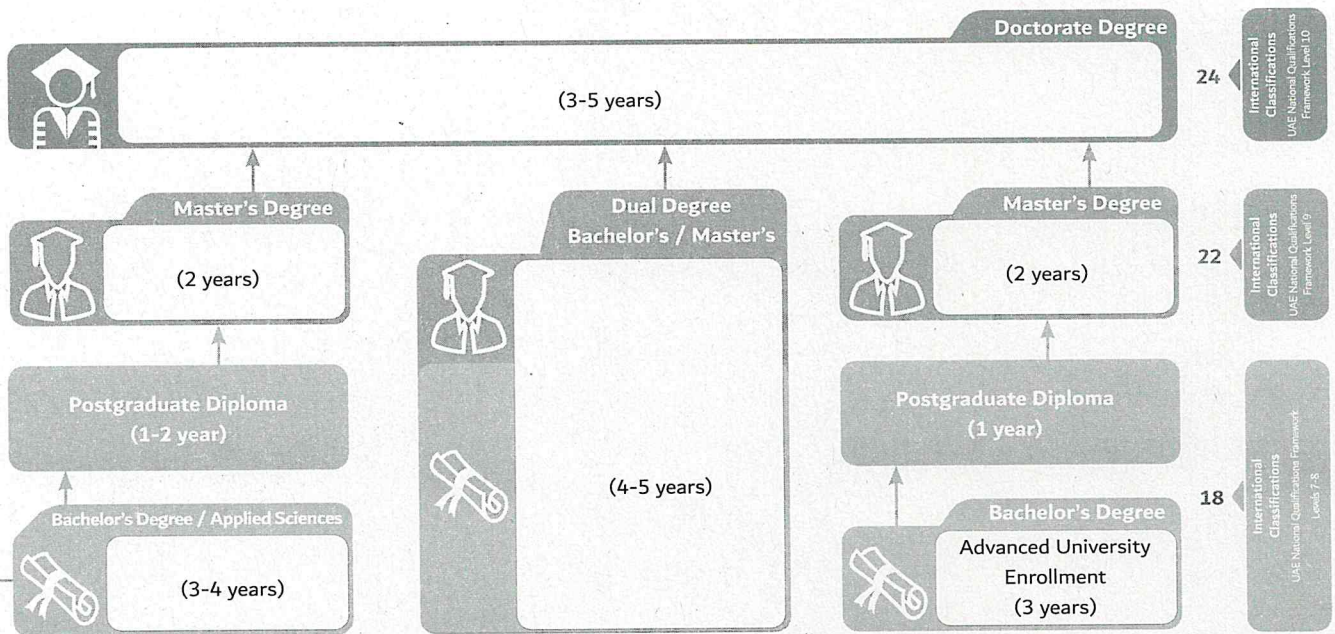 Doctorate Degree
(3-5 years)
24
International
Classifications
UAE National Qualifications
Framework Level 10
Master's Degree
(2 years)
Dual Degree
Bachelor's / Master's
(4-5 years)
Master's Degree
(2 years)
22
International
Classifications
UAE National Qualifications
Framework Level 9
Postgraduate Diploma
(1-2 year)
Postgraduate Diploma
(1 year)
Bachelor's Degree / Applied Sciences
(3-4 years)
Bachelor's Degree
Advanced University
Enrollment
(3 years)
18
International
Classifications
UAE National Qualifications Framework
Levels 7-8